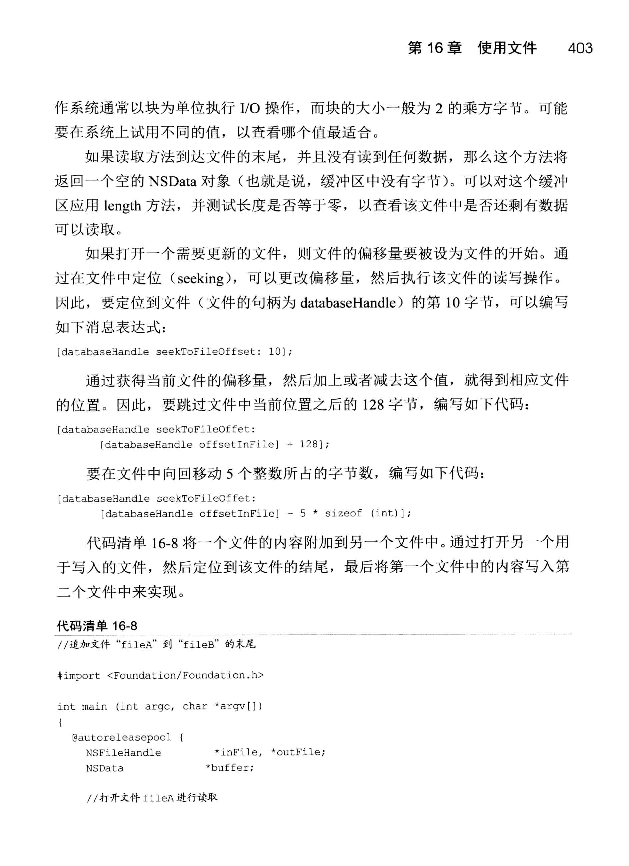 第 16 章 使用文件 403
作系统通常以块为单位执行 I/O 操作，而块的大小一般为 2 的乘方字节。可能
要在系统上试用不同的值，以查看哪个值最适合。
如果读取方法到达文件的末尾，并且没有读到任何数据，那么这个方法将
返回一个空的 NSData 对象（也就是说，缓冲区中没有字节）。可以对这个缓冲
区应用 length 方法，并测试长度是否等于零，以查看该文件中是否还剩有数据
可以读取。
如果打开一个需要更新的文件，则文件的偏移量要被设为文件的开始。通
过在文件中定位（seeking），可以更改偏移量，然后执行该文件的读写操作。
因此，要定位到文件（文件的句柄为 databaseHandle）的第 10 字节，可以编写
如下消息表达式：
[databaseHandle seekToFileOffset: 10];
通过获得当前文件的偏移量，然后加上或者减去这个值，就得到相应文件
的位置。因此，要跳过文件中当前位置之后的 128 字节，编写如下代码：
[databaseHandle seekToFileOffet:
[databaseHandle offsetInFile] + 128];
要在文件中向回移动 5 个整数所占的字节数，编写如下代码：
[databaseHandle seekToFileOffet:
[databaseHandle offsetInFile] - 5 * sizeof (int)];
代码清单 16-8 将一个文件的内容附加到另一个文件中。通过打开另一个用
于写入的文件，然后定位到该文件的结尾，最后将第一个文件中的内容写入第
二个文件中来实现。
代码清单 16-8
//追加文件 “fileA” 到 “fileB” 的末尾
#import <Foundation/Foundation.h>
int main (int argc, char *argv[])
{
@autoreleasepool {
NSFileHandle *inFile, *outFile;
NSData *buffer;
//打开文件 fileA 进行读取